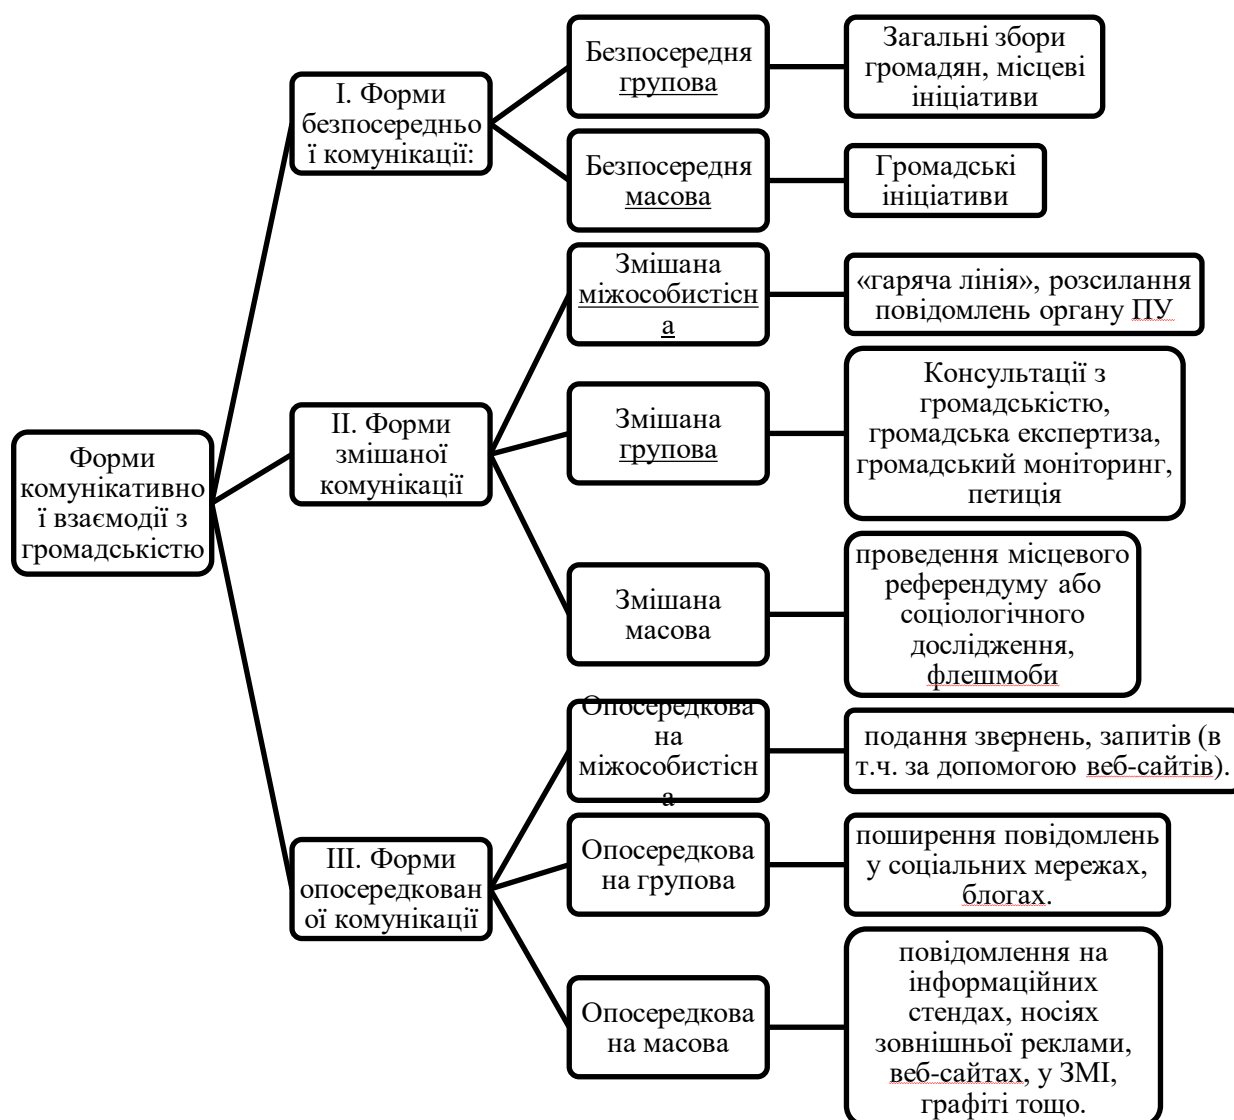 Форми
комунікативно
ї взаємодії з
громадськістю
І. Форми
безпосередньо
ї комунікації:
Безпосередня
групова
Загальні збори
громадян, місцеві
ініціативи
Безпосередня
масова
Громадські
ініціативи
ІІ. Форми
змішаної
комунікації
Змішана
міжособистісн
а
«гаряча лінія», розсилання
повідомлень органу ПУ
Змішана
групова
Консультації з
громадськістю,
громадська експертиза,
громадський моніторинг,
петиція
Змішана
масова
проведення місцевого
референдуму або
соціологічного
дослідження,
флешмоби
ІІІ. Форми
опосередкован
ої комунікації
Опосередкова
на
міжособистісн
а
подання звернень, запитів (в
т.ч. за допомогою веб-сайтів).
Опосередкова
на групова
поширення повідомлень
у соціальних мережах,
блогах.
Опосередкова
на масова
повідомлення на
інформаційних
стендах, носіях
зовнішньої реклами,
веб-сайтах, у ЗМІ,
графіті тощо.